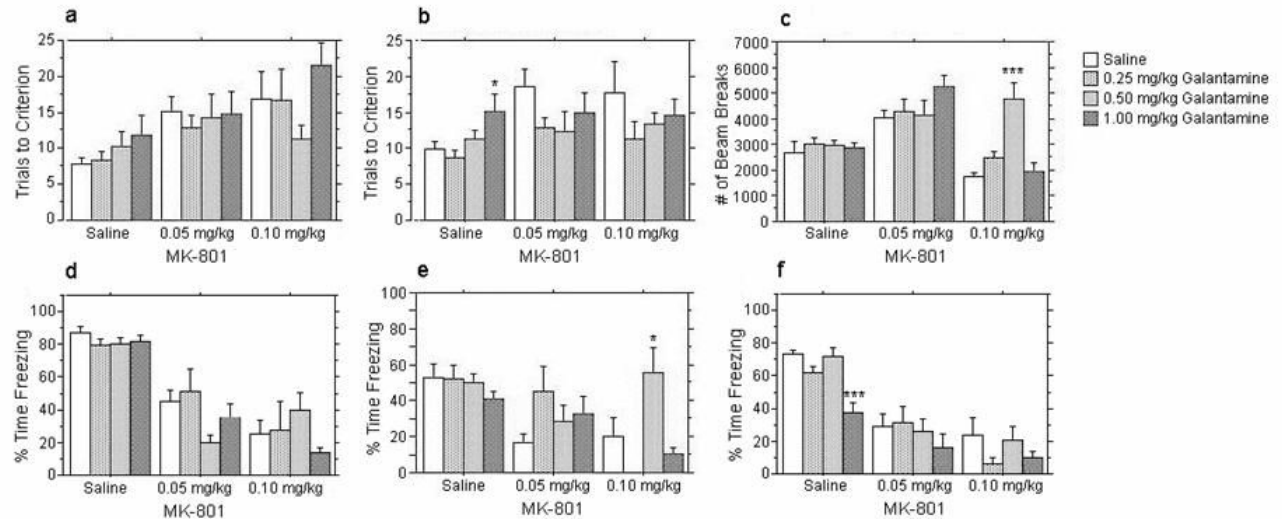 a
25
20
15
10
5
0
Trials to Criterion
Saline 0.05 mg/kg 0.10 mg/kg
MK-801
b
25
20
15
10
5
0
Trials to Criterion
*
Saline 0.05 mg/kg 0.10 mg/kg
MK-801
c
7000
6000
5000
4000
3000
2000
1000
0
# of Beam Breaks
***
Saline 0.05 mg/kg 0.10 mg/kg
MK-801
Saline
0.25 mg/kg Galantamine
0.50 mg/kg Galantamine
1.00 mg/kg Galantamine
d
100
80
60
40
20
0
% Time Freezing
Saline 0.05 mg/kg 0.10 mg/kg
MK-801
e
100
80
60
40
20
0
% Time Freezing
*
Saline 0.05 mg/kg 0.10 mg/kg
MK-801
f
100
80
60
40
20
0
% Time Freezing
***
Saline 0.05 mg/kg 0.10 mg/kg
MK-801